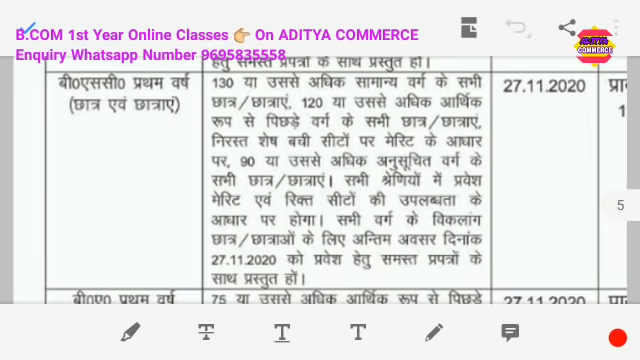 B.COM 1st Year Online Classes 👉 On ADITYA COMMERCE
Enquiry Whatsapp Number 9695835558
ADITYA
COMMERCE
हेतु समस्त प्रपत्रों के साथ प्रस्तुत हों।
बी०एससी० प्रथम वर्ष
(छात्र एवं छात्राएं)
130 या उससे अधिक सामान्य वर्ग के सभी
छात्र/छात्राएं, 120 या उससे अधिक आर्थिक
रूप से पिछड़े वर्ग के सभी छात्र/छात्राएं,
निरस्त शेष बची सीटों पर मेरिट के आधार
पर, 90 या उससे अधिक अनुसूचित वर्ग के
सभी छात्र/छात्राएं। सभी श्रेणियों में प्रवेश
मेरिट एवं रिक्त सीटों की उपलब्धता के
आधार पर होगा। सभी वर्ग के विकलांग
छात्र/छात्राओं के लिए अन्तिम अवसर दिनांक
27.11.2020 को प्रवेश हेतु समस्त प्रपत्रों के
साथ प्रस्तुत हों।
27.11.2020
प्रा
1
5
बी०ए० प्रथम वर्ष
75 या उससे अधिक आर्थिक रूप से पिछड़े
27.11.2020
T T T